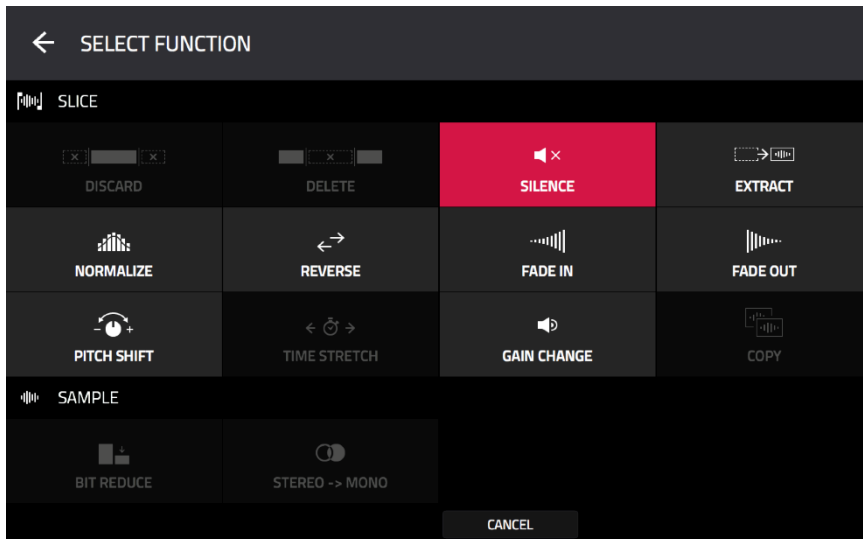 SELECT FUNCTION
SLICE
DISCARD
DELETE
SILENCE
EXTRACT
NORMALIZE
REVERSE
FADE IN
FADE OUT
PITCH SHIFT
TIME STRETCH
GAIN CHANGE
COPY
SAMPLE
BIT REDUCE
STEREO -> MONO
CANCEL